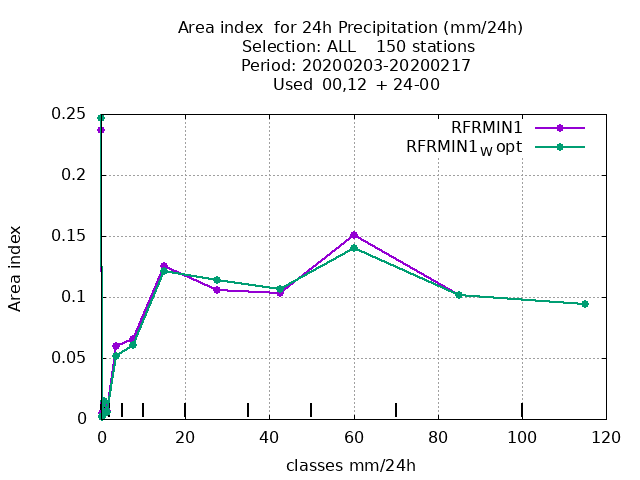 Area index  for 24h Precipitation (mm/24h)
Selection: ALL    150 stations
Period: 20200203-20200217
Used  00,12  + 24-00
RFRMIN1
RFRMIN1W opt
0.25
0.2
0.15
0.1
0.05
0
Area index
0 20 40 60 80 100 120
classes mm/24h